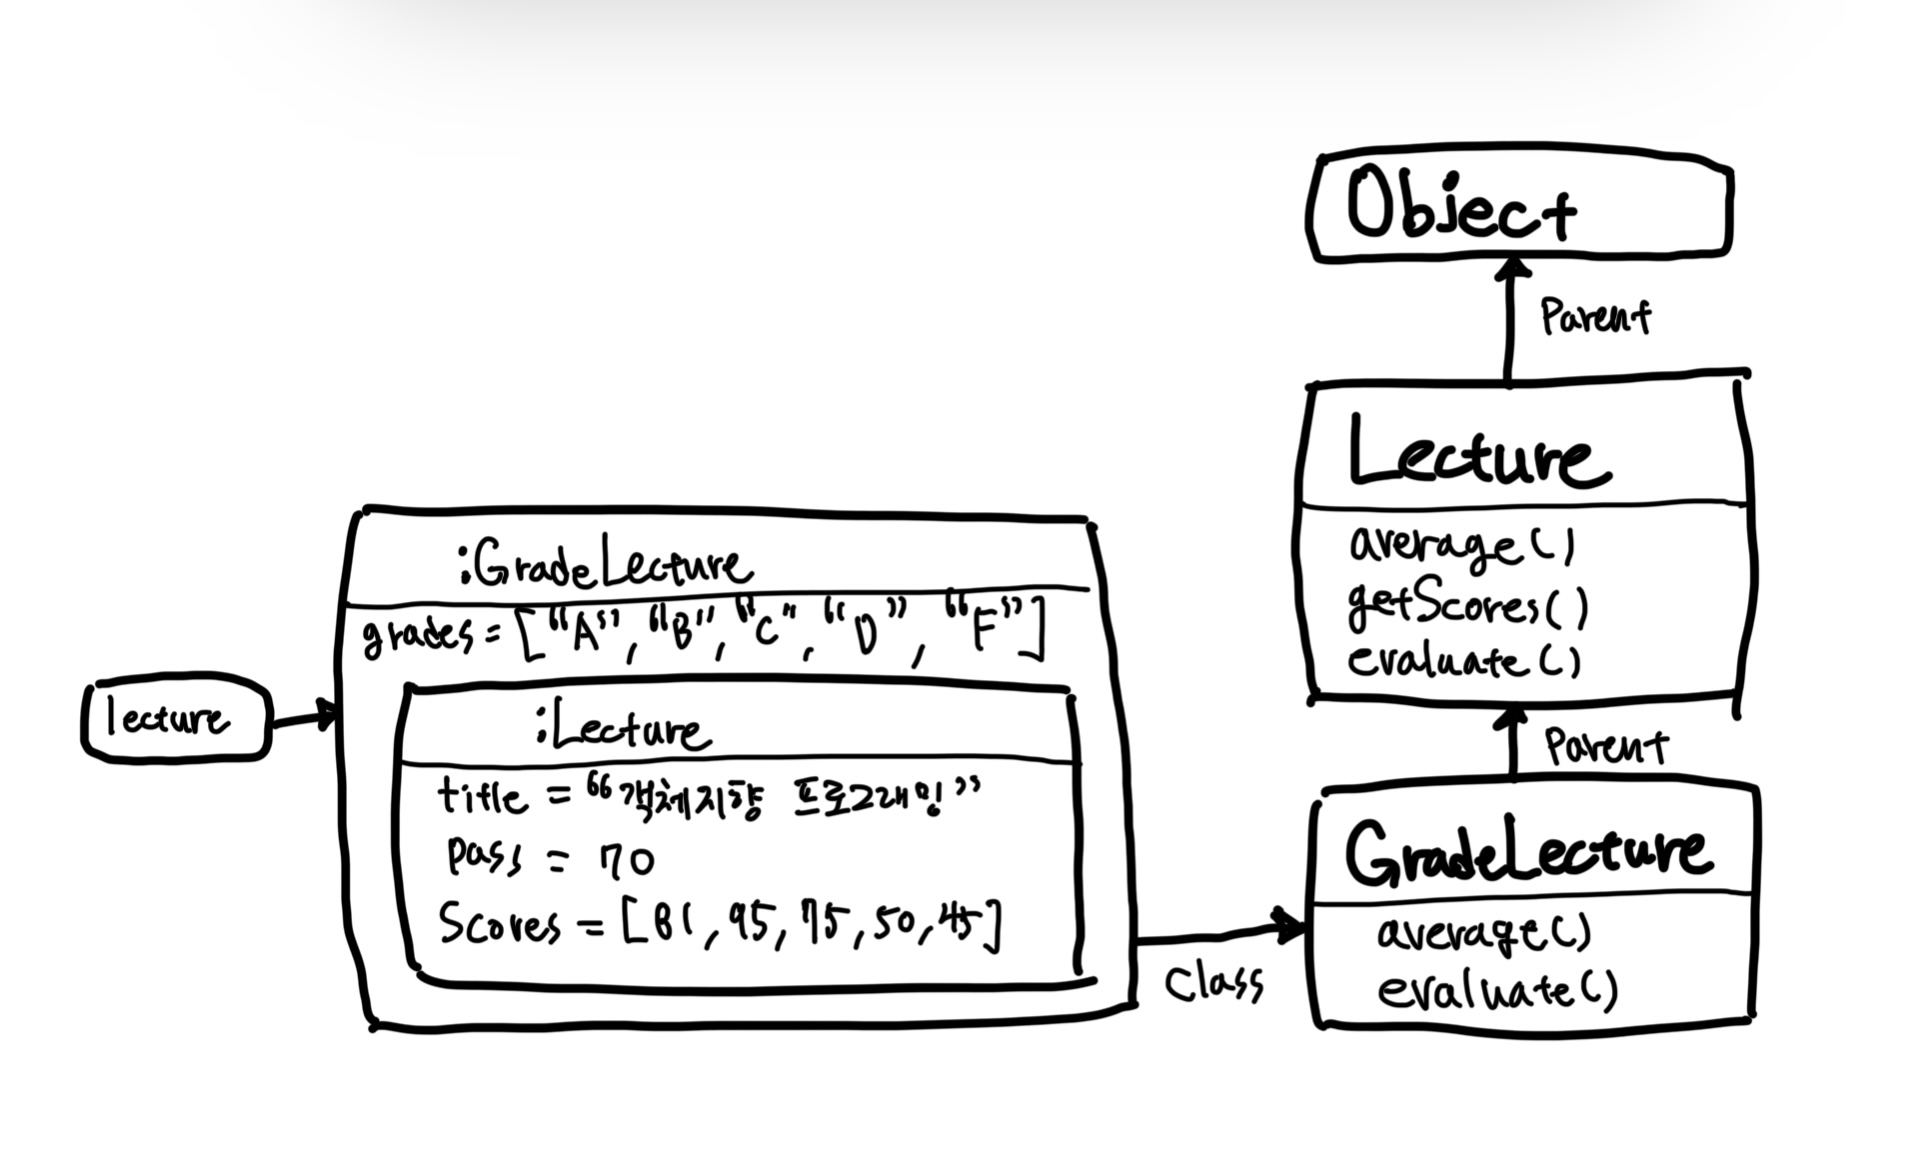 Object
Parent
Lecture
average()
getScores()
evaluate()
Parent
GradeLecture
average()
evaluate()
:GradeLecture
grades = ["A", "B", "C", "D", "F"]
:Lecture
title = "객체지향 프로그래밍"
pass = 70
Scores = [81, 95, 75, 50, 45]
lecture
Class